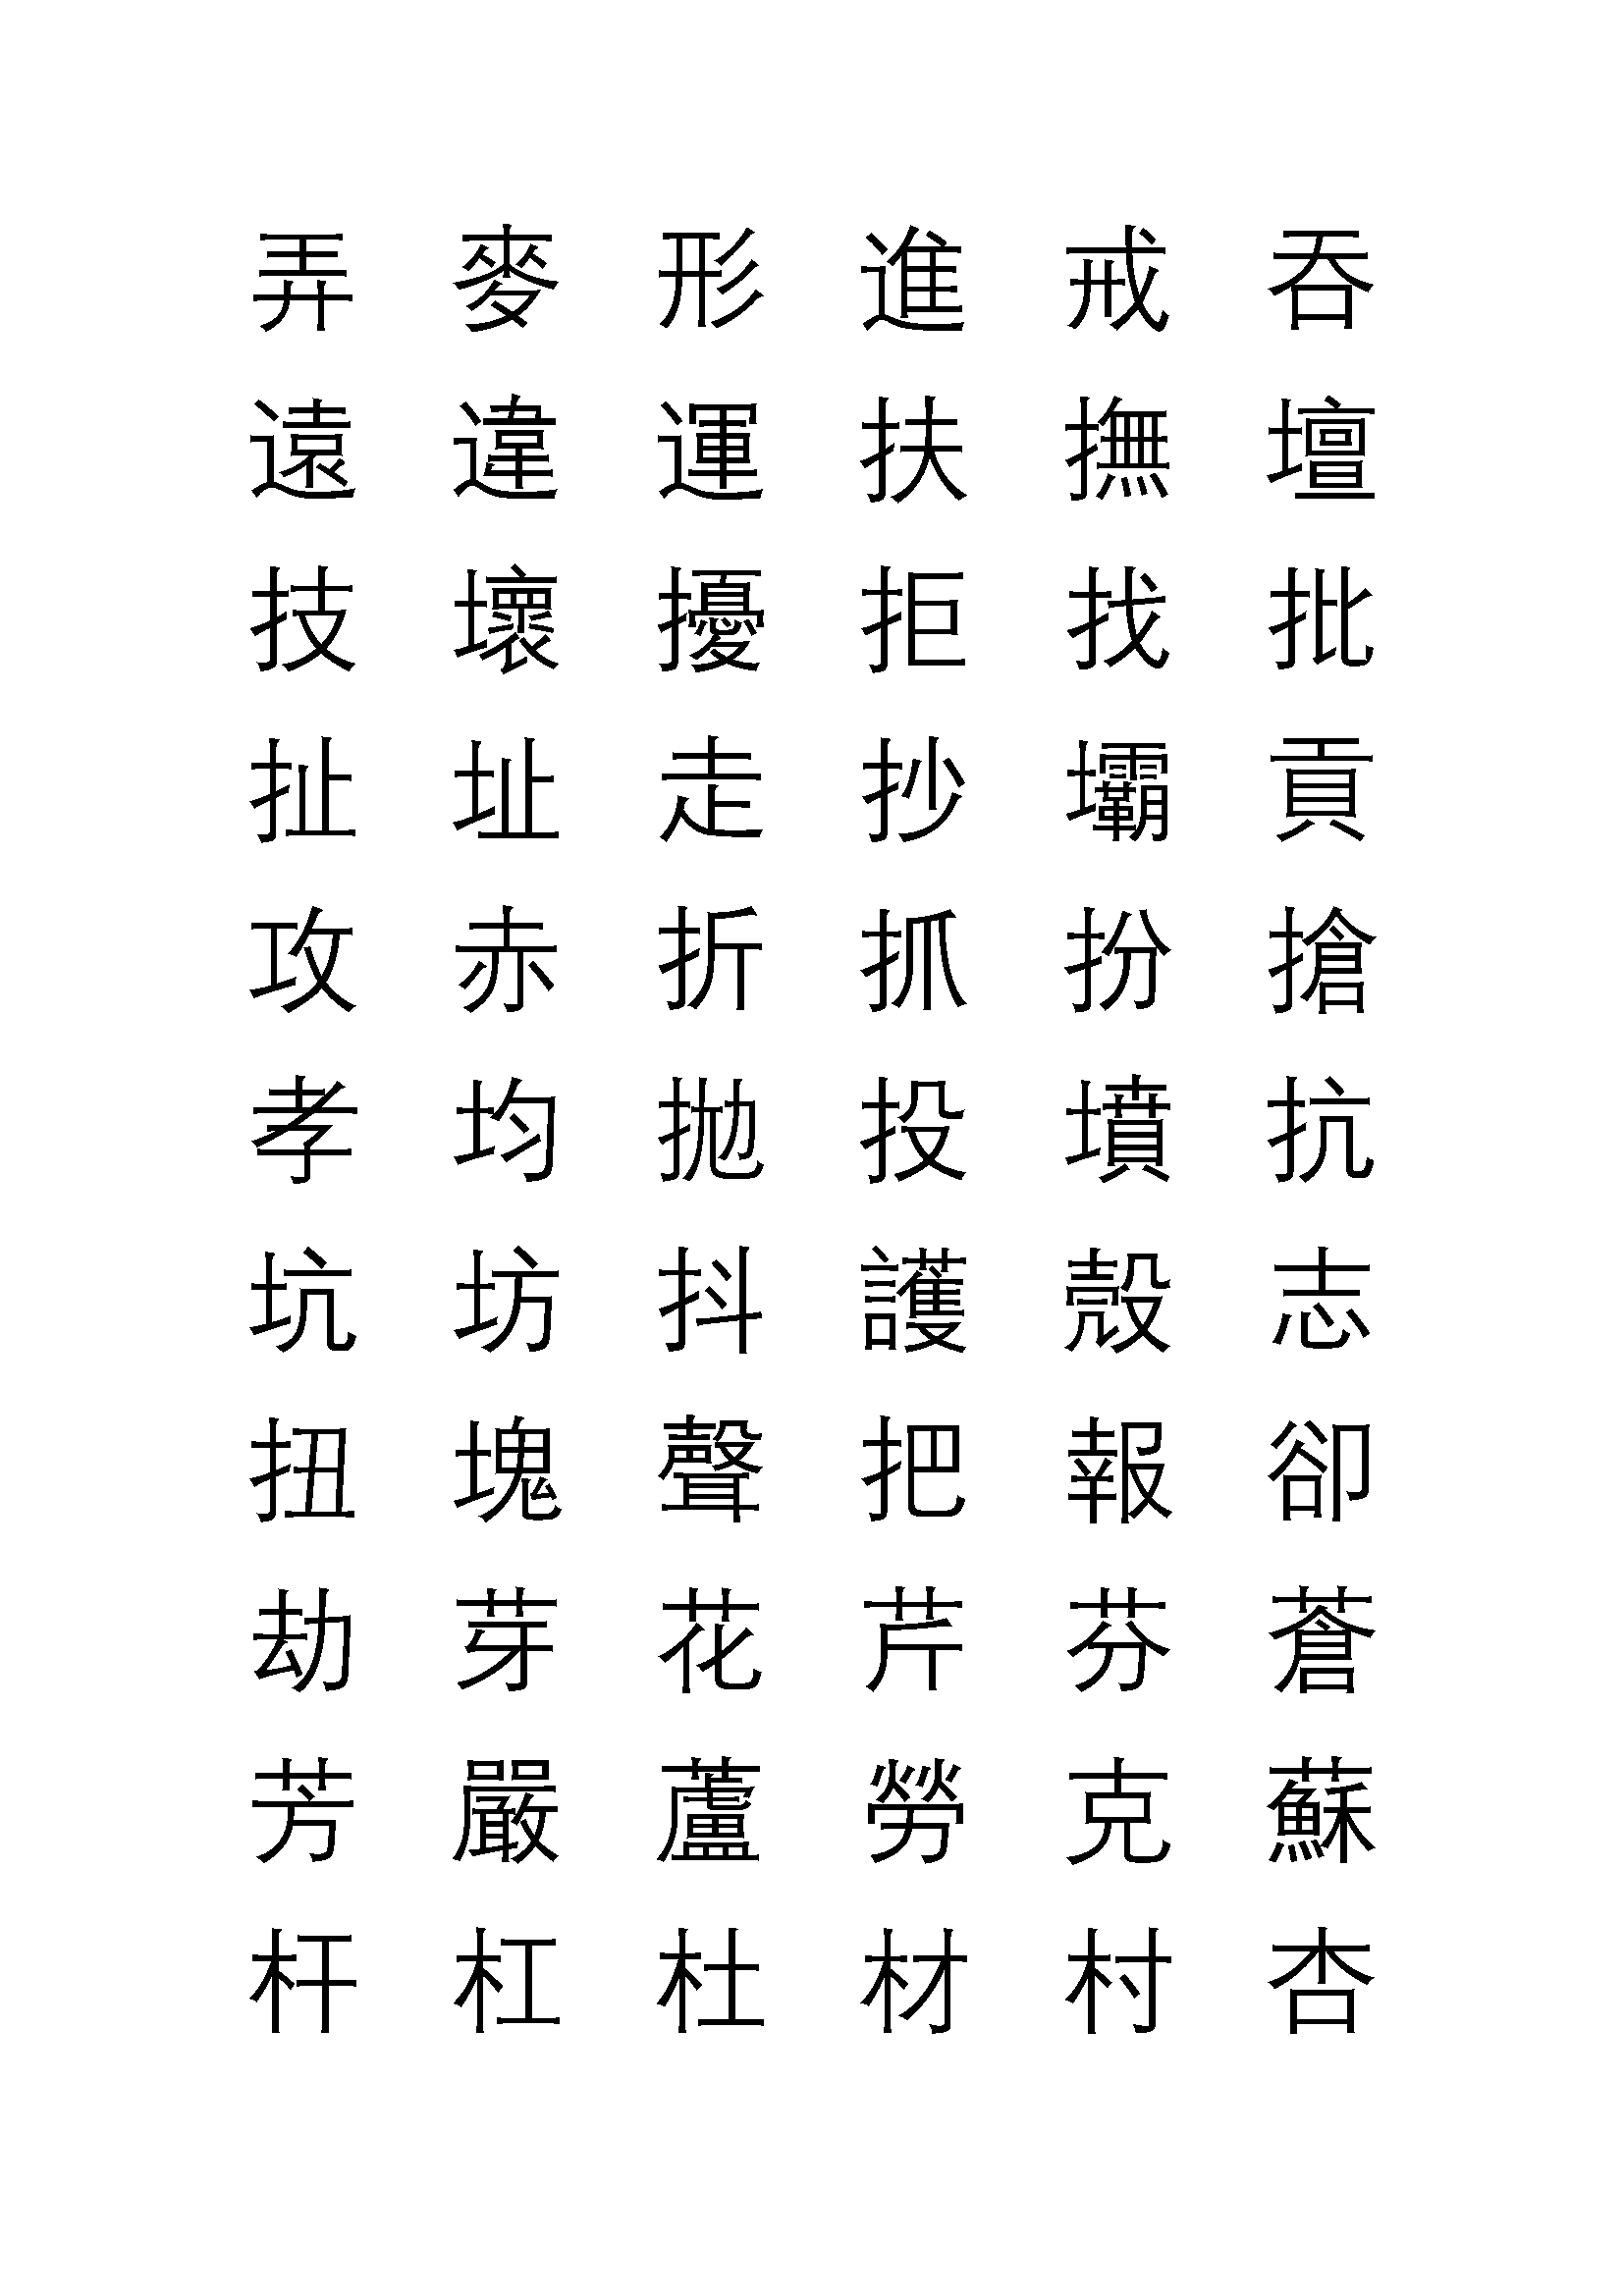 弄 麥 形 進 戒 吞
遠 違 運 扶 撫 壇
技 壞 擾 拒 找 批
扯 址 走 抄 壩 貢
攻 赤 折 抓 扮 搶
孝 均 拋 投 墳 抗
坑 坊 抖 護 殼 志
扭 塊 聲 把 報 卻
劫 芽 花 芹 芬 蒼
芳 嚴 蘆 勞 克 蘇
杆 杠 杜 材 村 杏